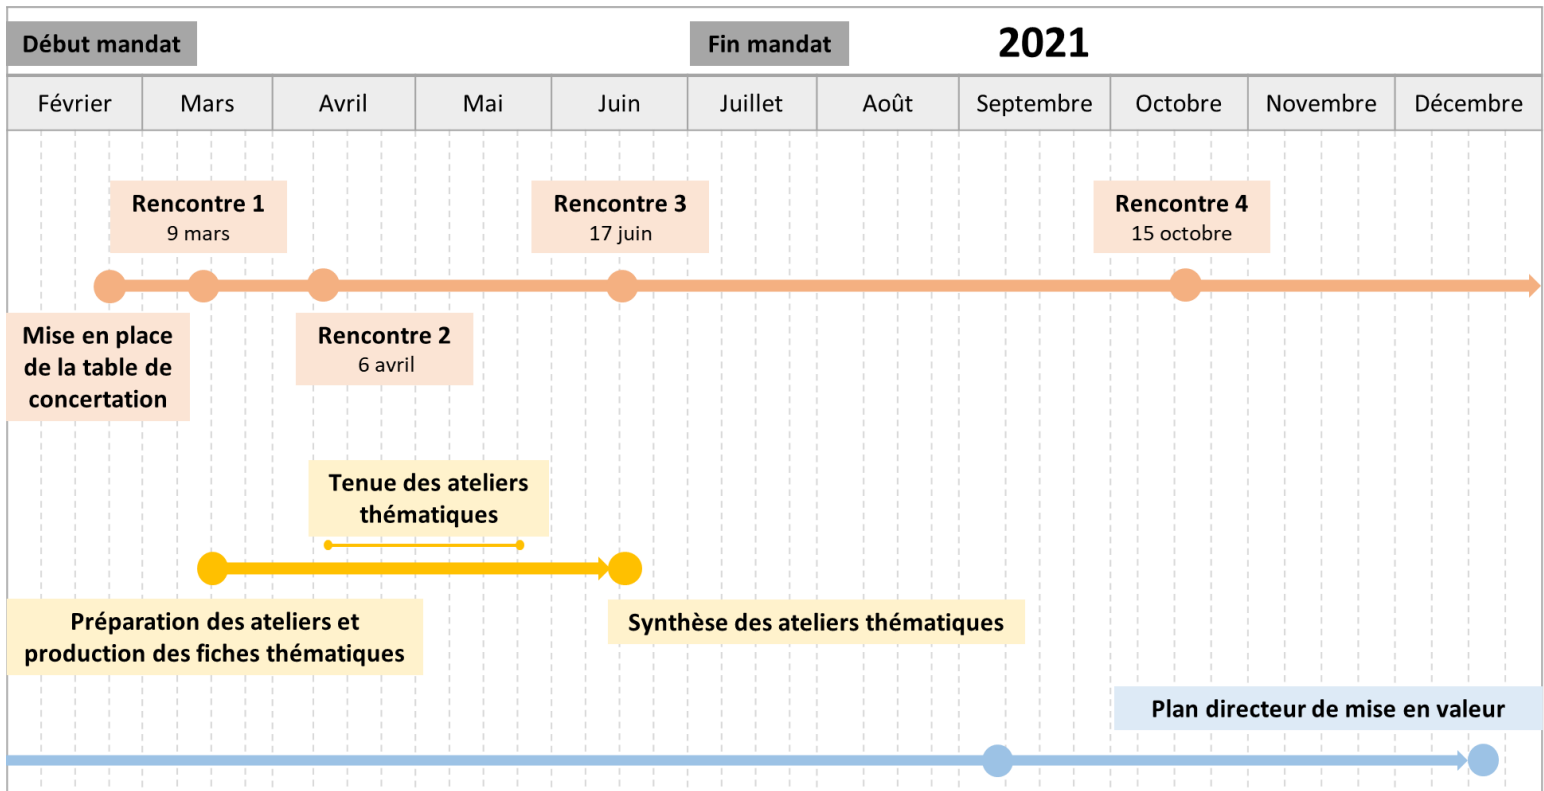 Début mandat
Fin mandat
2021
Février
Mars
Avril
Mai
Juin
Juillet
Août
Septembre
Octobre
Novembre
Décembre
Rencontre 1
9 mars
Rencontre 3
17 juin
Rencontre 4
15 octobre
Mise en place
de la table de
concertation
Rencontre 2
6 avril
Tenue des ateliers
thématiques
Préparation des ateliers et
production des fiches thématiques
Synthèse des ateliers thématiques
Plan directeur de mise en valeur